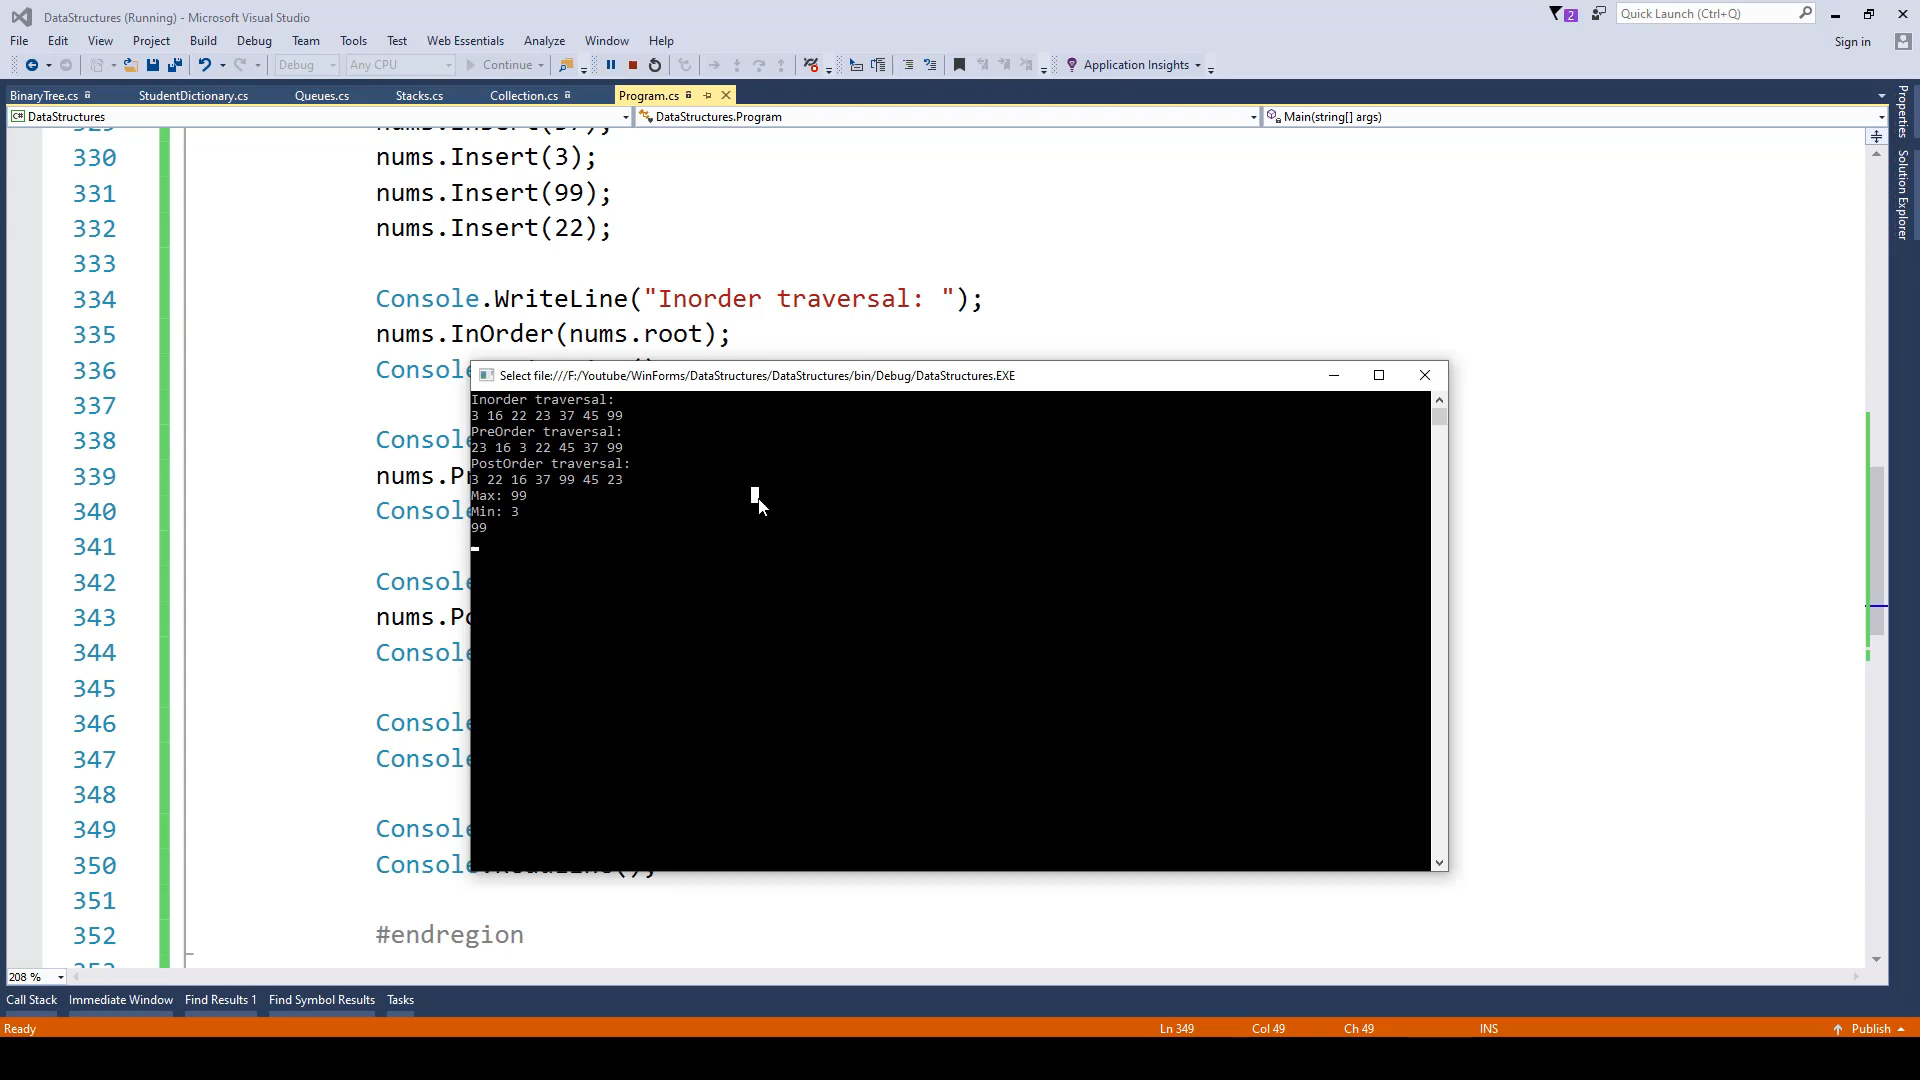 DataStructures (Running) - Microsoft Visual Studio
2
Quick Launch (Ctrl+Q)
File Edit View Project Build Debug Team Tools Test Web Essentials Analyze Window Help
Sign in
Debug Any CPU Continue Application Insights
BinaryTree.cs StudentDictionary.cs Queues.cs Stacks.cs Collection.cs Program.cs
C# DataStructures DataStructures.Program Main(string[] args)
Properties
Solution Explorer
330 nums.Insert(3);
331 nums.Insert(99);
332 nums.Insert(22);
333
334 Console.WriteLine("Inorder traversal: ");
335 nums.InOrder(nums.root);
336 Console
337
338 Console
339 nums.Pr
340 Console
341
342 Console
343 nums.Po
344 Console
345
346 Console
347 Console
348
349 Console
350 Console.ReadLine();
351
352 #endregion
Select file:///F:/Youtube/WinForms/DataStructures/DataStructures/bin/Debug/DataStructures.EXE
Inorder traversal:
3 16 22 23 37 45 99
PreOrder traversal:
23 16 3 22 45 37 99
PostOrder traversal:
3 22 16 37 99 45 23
Max: 99
Min: 3
99
208 %
Call Stack Immediate Window Find Results 1 Find Symbol Results Tasks
Ready Ln 349 Col 49 Ch 49 INS Publish